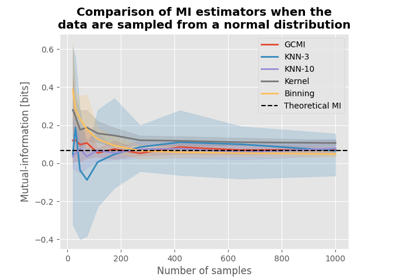 Comparison of MI estimators when the
data are sampled from a normal distribution
Mutual-information [bits]
0.6
0.4
0.2
0.0
−0.2
−0.4
GCMI
KNN-3
KNN-10
Kernel
Binning
Theoretical MI
0
200
400
600
800
1000
Number of samples